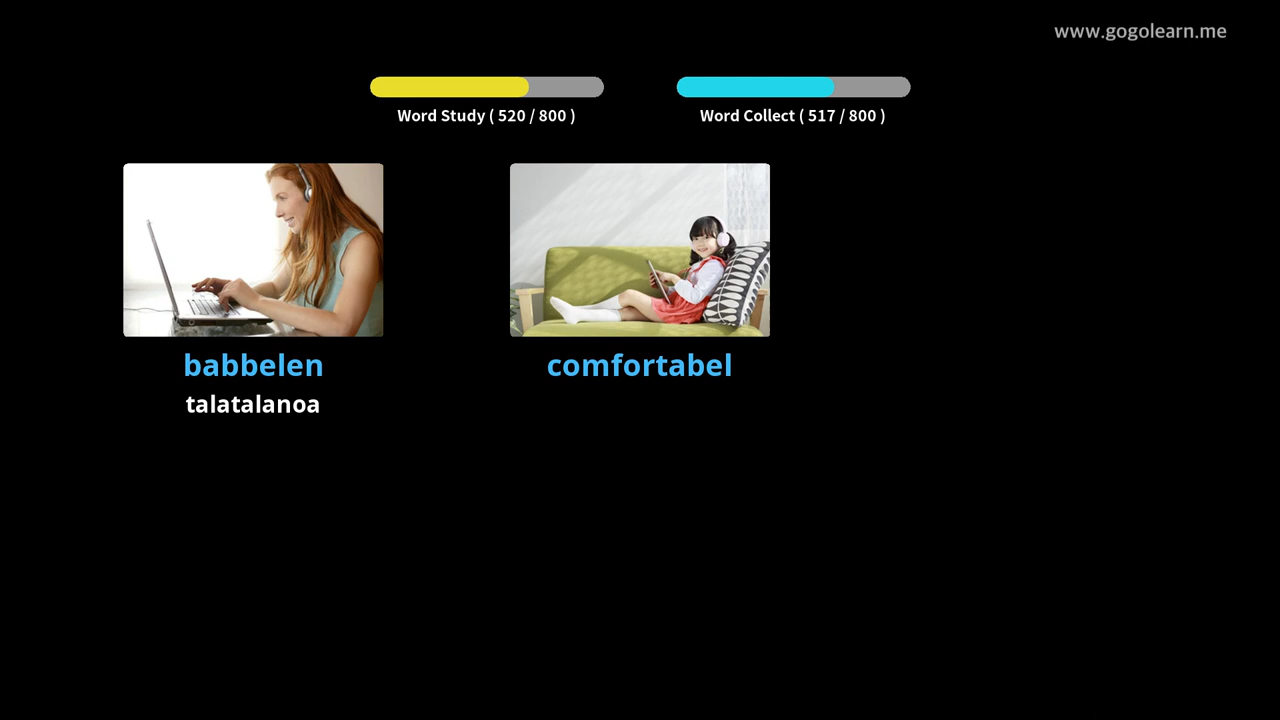 www.gogolearn.me
Word Study ( 520 / 800 )
Word Collect ( 517 / 800 )
babbelen
talatalanoa
comfortabel